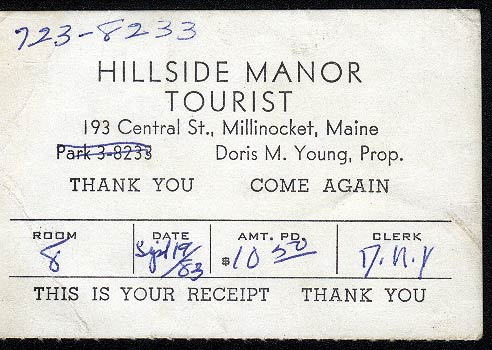 723-8233
HILLSIDE MANOR
TOURIST
193 Central St., Millinocket, Maine
Park 3-8233 Doris M. Young, Prop.
THANK YOU COME AGAIN
ROOM DATE AMT. PD. CLERK
8 Sept 19/83 $10 50 D.M.Y
THIS IS YOUR RECEIPT THANK YOU